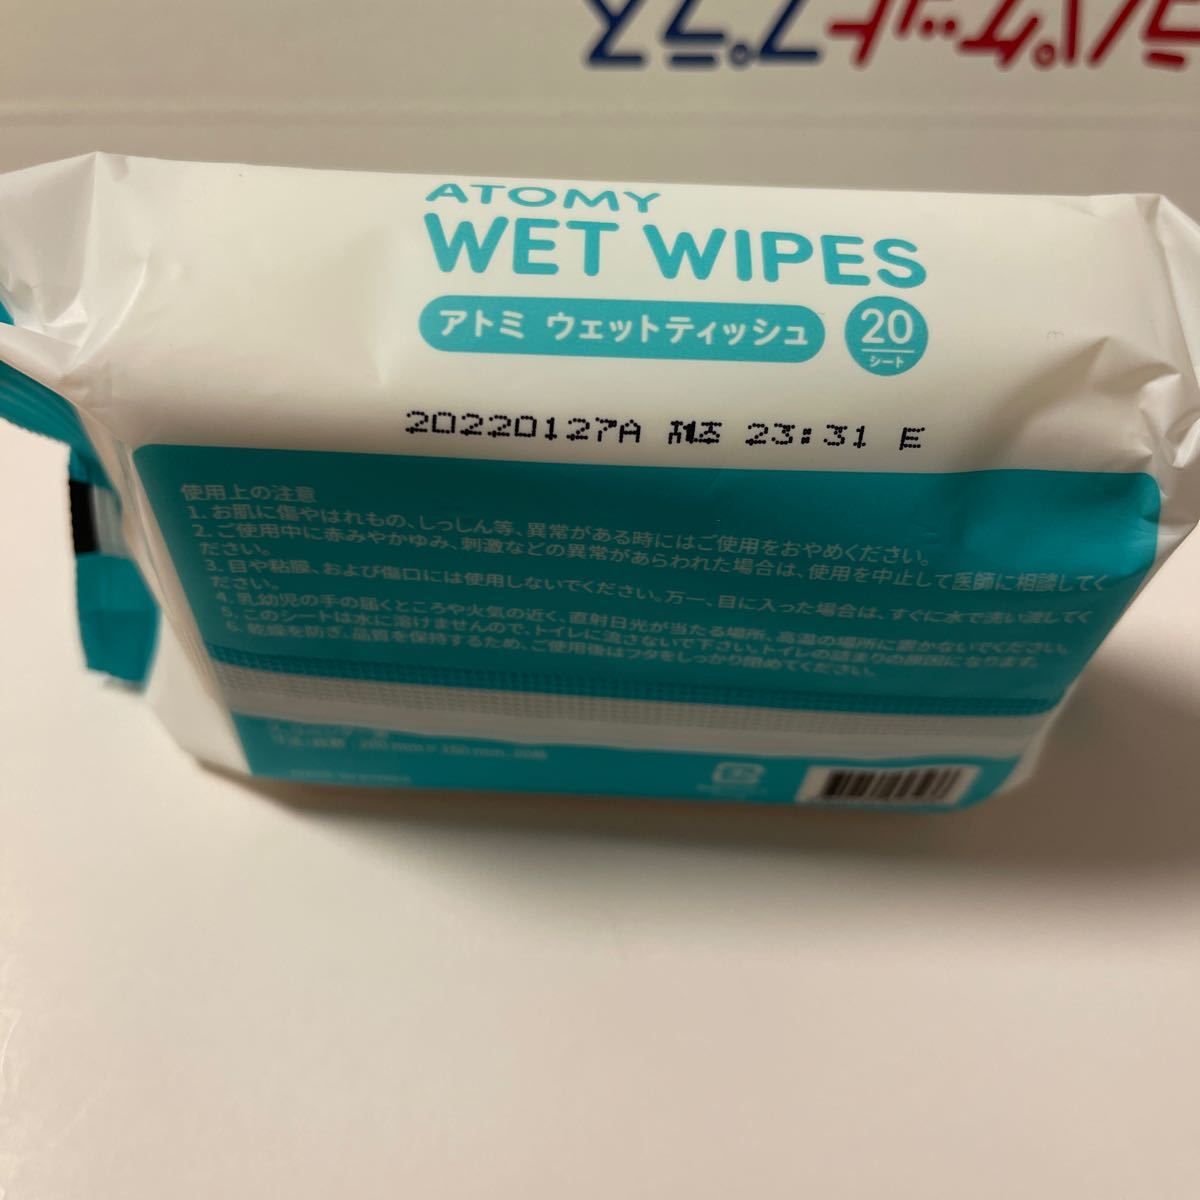 ラパケットプラス
ATOMY
WET WIPES
アトミ ウェットティッシュ
20
シート
20220127A 제조 23:31 E
使用上の注意
1. お肌に傷やはれもの、しっしん等、異常がある時にはご使用をおやめください。
2. ご使用中に赤みやかゆみ、刺激などの異常があらわれた場合は、使用を中止して医師に相談してく
ださい。
3. 目や粘膜、および傷口には使用しないでください。万一、目に入った場合は、すぐに水で洗い流してく
ださい。
4. 乳幼児の手の届くところや火気の近く、直射日光が当たる場所、高温の場所に置かないでください。
5. このシートは水に溶けませんので、トイレに流さないで下さい。トイレの詰まりの原因になります。
6. 乾燥を防ぎ、品質を保持するため、ご使用後はフタをしっかり閉めてください。